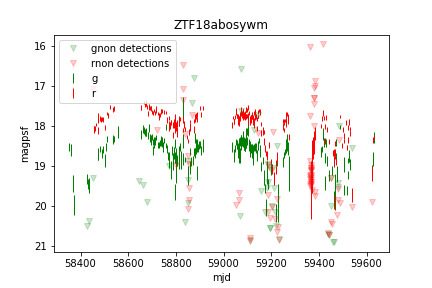 ZTF18abosywm
gnon detections
rnon detections
g
r
magpsf
16
17
18
19
20
21
58400
58600
58800
59000
59200
59400
59600
mjd